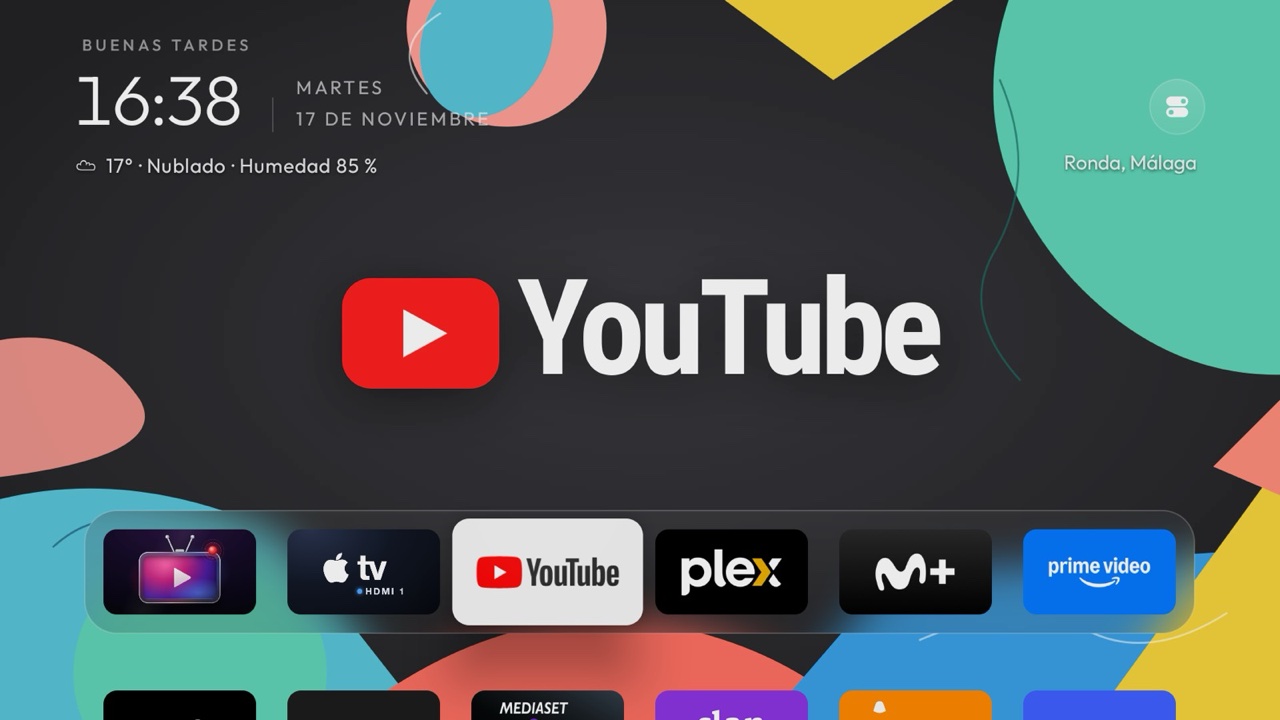 BUENAS TARDES
16:38
MARTES
17 DE NOVIEMBRE
17° · Nublado · Humedad 85 %
Ronda, Málaga
YouTube
tv
HDMI 1
YouTube
plex
M+
prime video
MEDIASET
clan